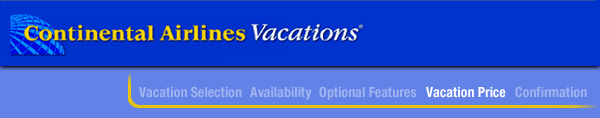 Continental Airlines Vacations®
Vacation Selection Availability Optional Features Vacation Price Confirmation